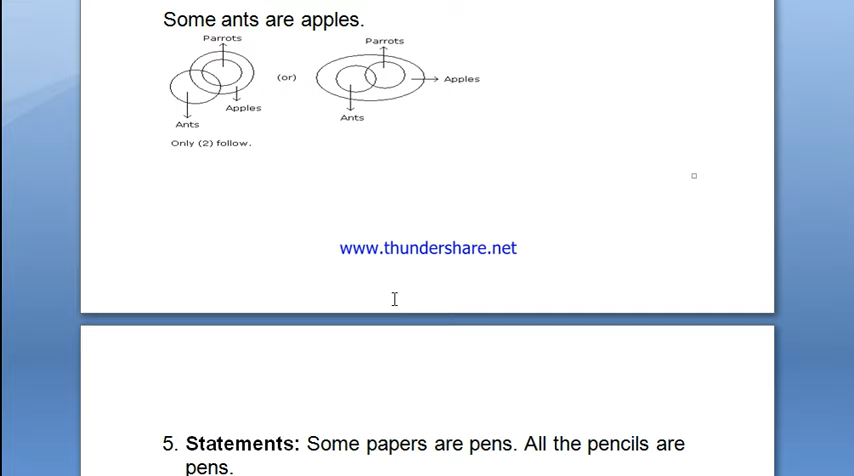 Some ants are apples.
Parrots
Parrots
(or)
Apples
Apples
Ants
Ants
Only (2) follow.
www.thundershare.net
5. Statements: Some papers are pens. All the pencils are
pens.